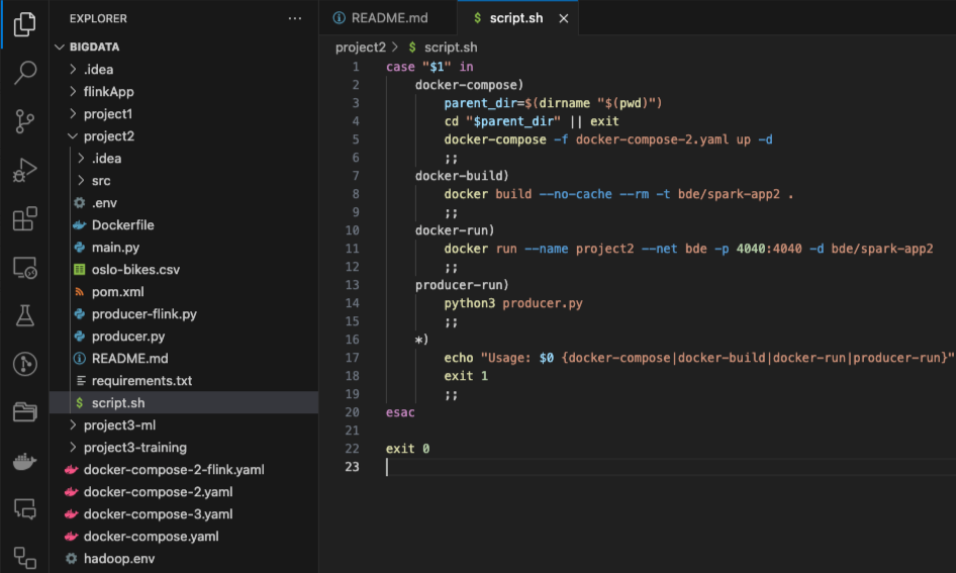 EXPLORER
BIGDATA
.idea
flinkApp
project1
project2
.idea
src
.env
Dockerfile
main.py
oslo-bikes.csv
pom.xml
producer-flink.py
producer.py
README.md
requirements.txt
script.sh
project3-ml
project3-training
docker-compose-2-flink.yaml
docker-compose-2.yaml
docker-compose-3.yaml
docker-compose.yaml
hadoop.env
README.md
$ script.sh
project2 > $ script.sh
1 case "$1" in
2 docker-compose)
3 parent_dir=$(dirname "$(pwd)")
4 cd "$parent_dir" || exit
5 docker-compose -f docker-compose-2.yaml up -d
6 ;;
7 docker-build)
8 docker build --no-cache --rm -t bde/spark-app2 .
9 ;;
10 docker-run)
11 docker run --name project2 --net bde -p 4040:4040 -d bde/spark-app2
12 ;;
13 producer-run)
14 python3 producer.py
15 ;;
16 *)
17 echo "Usage: $0 {docker-compose|docker-build|docker-run|producer-run}"
18 exit 1
19 ;;
20 esac
21
22 exit 0
23